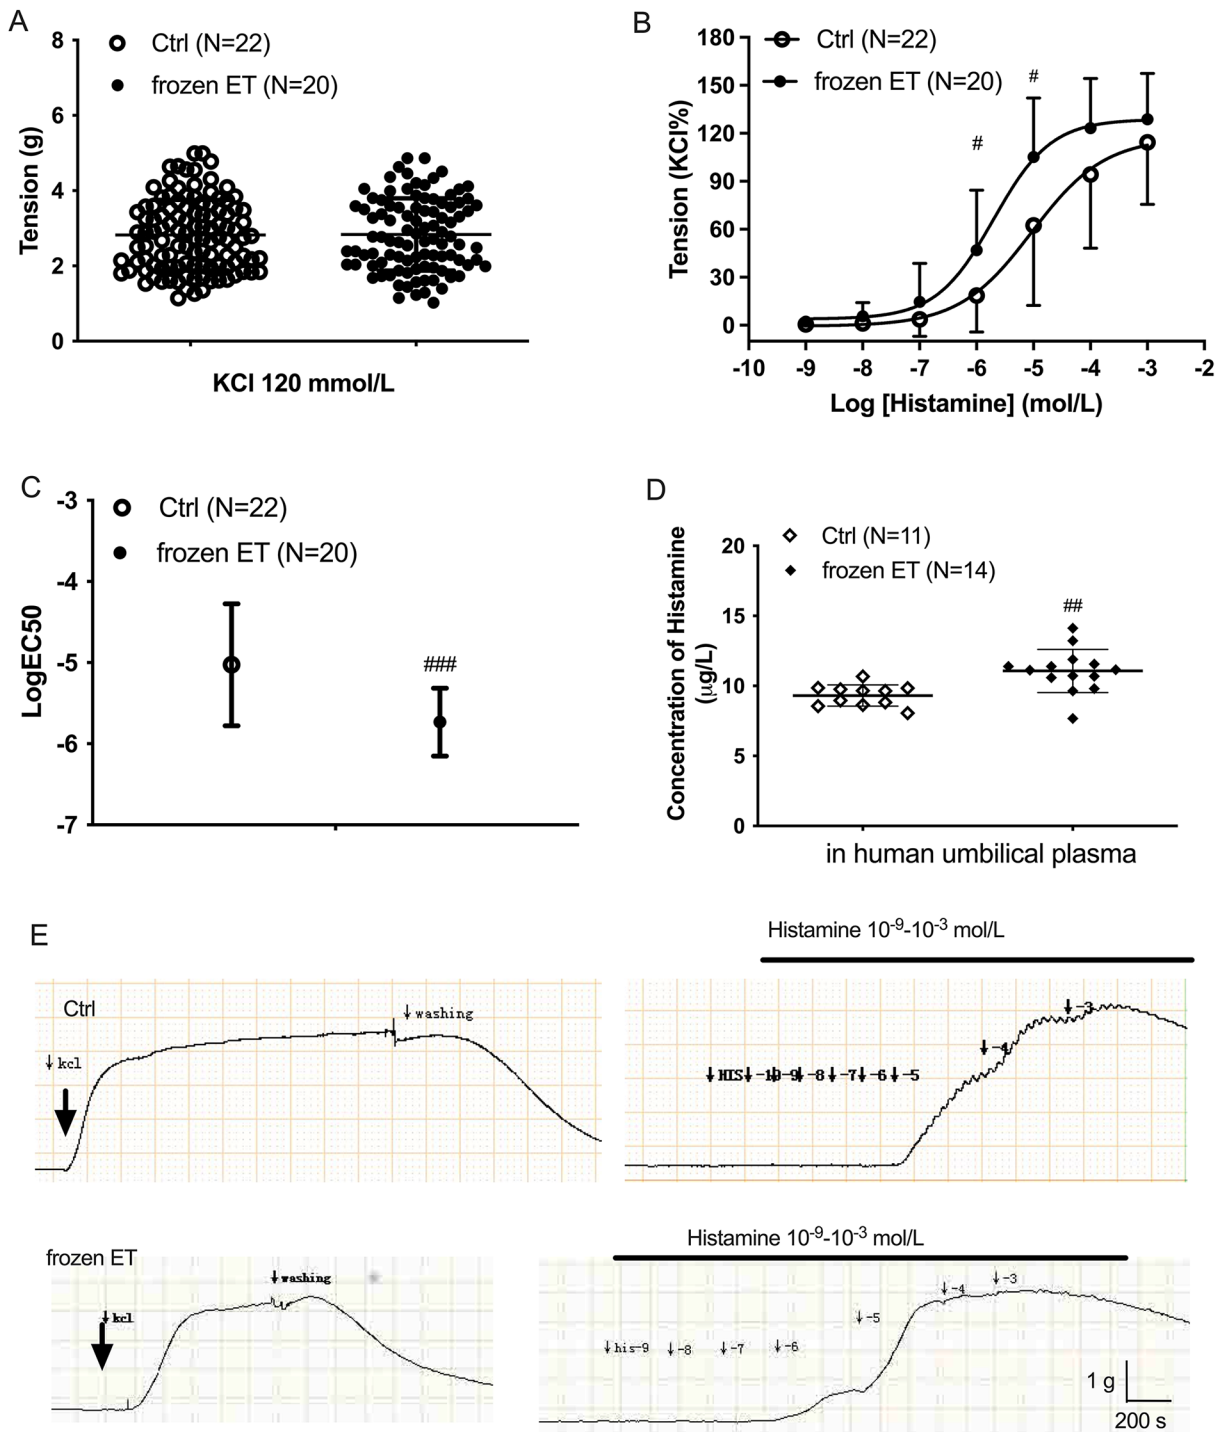 A
Ctrl (N=22)
frozen ET (N=20)
Tension (g)
8
6
4
2
0
KCl 120 mmol/L
B
Ctrl (N=22)
frozen ET (N=20)
Tension (KCl%)
180
150
120
90
60
30
0
#
#
-10 -9 -8 -7 -6 -5 -4 -3 -2
Log [Histamine] (mol/L)
C
Ctrl (N=22)
frozen ET (N=20)
LogEC50
-3
-4
-5
-6
-7
###
D
Ctrl (N=11)
frozen ET (N=14)
Concentration of Histamine
(μg/L)
20
15
10
5
0
##
in human umbilical plasma
E
Ctrl
↓kcl
↓washing
Histamine 10⁻⁹-10⁻³ mol/L
↓HIS↓-10↓-9↓-8↓-7↓-6↓-5
↓-4
↓-3
frozen ET
↓kcl
↓washing
Histamine 10⁻⁹-10⁻³ mol/L
↓his-9 ↓-8 ↓-7 ↓-6
↓-5
↓-4
↓-3
1 g
200 s